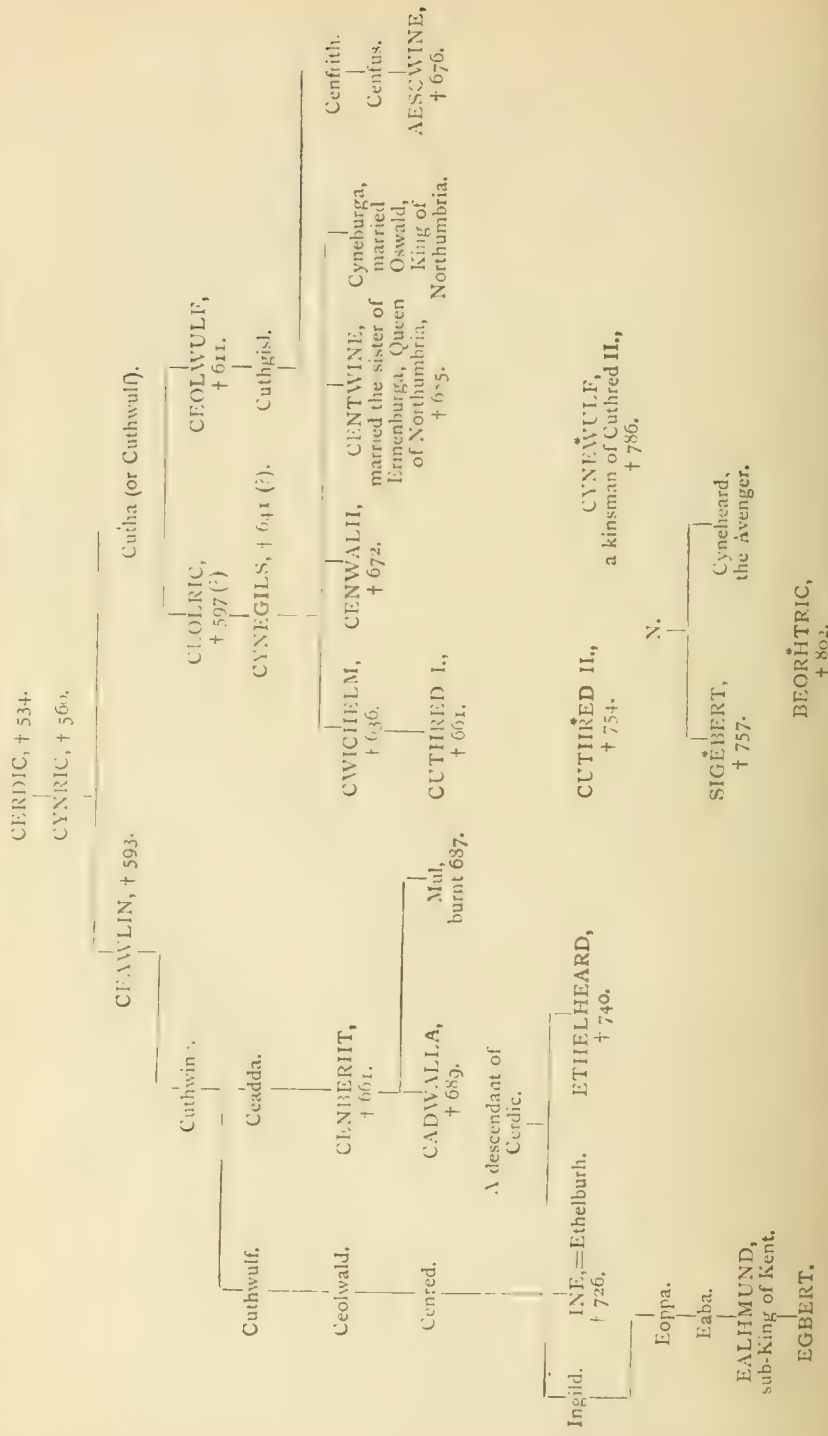 CERDIC, † 534.
CYNRIC, † 560.
CEAWLIN, † 593.
Cutha (or Cuthwulf).
Cuthwin
CEOLRIC,
† 597 (?)
CEOLWULF,
† 611.
Cuthwulf.
Ceadda.
CYNEGILS, † 641 (?).
Cuthgisl.
Ceolwald.
CENBERHT,
† 661.
CWICHELM,
† 636.
CENWALH,
† 672.
CENTWINE,
married the sister of
Ermenburga, Queen
of Northumbria,
† 685.
Cyneburga,
married
Oswald,
King of
Northumbria.
Cenfrith.
Centus.
AESCWINE,
† 676.
Cenred.
CADWALLA,
† 689.
Mul,
burnt 687.
CUTHRED I.,
† 661.
A descendant of
Cerdic.
Ingild.
INE,=Ethelburh.
† 726.
ETHELHEARD,
† 740.
CUTHRED II.,
† 754.
CYNEWULF,
a kinsman of Cuthred II.,
† 786.
Eoppa.
Eaba.
N.
EALHMUND,
sub-King of Kent.
SIGEBERT,
† 757.
Cyneheard,
the Avenger.
EGBERT.
BEORHTRIC,
† 802.